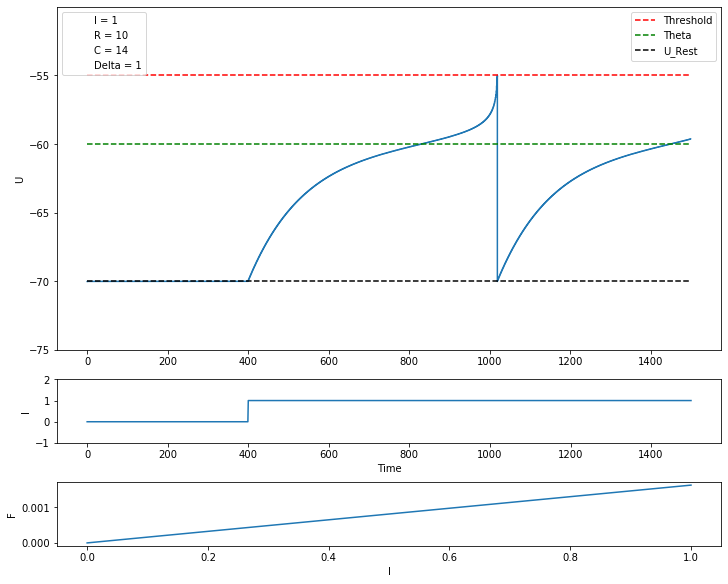 I = 1
R = 10
C = 14
Delta = 1
Threshold
Theta
U_Rest
−55
−60
−65
−70
−75
U
0 200 400 600 800 1000 1200 1400
2
1
0
−1
I
0 200 400 600 800 1000 1200 1400
Time
0.001
0.000
F
0.0 0.2 0.4 0.6 0.8 1.0
I